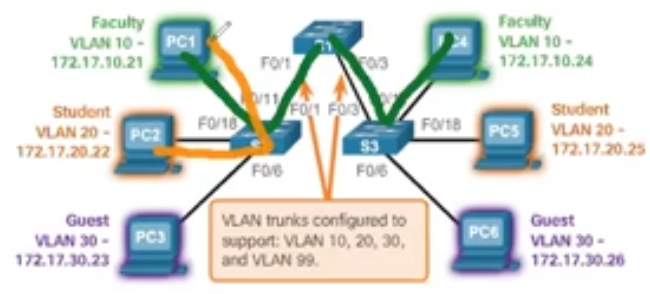 Faculty
VLAN 10 -
172.17.10.21
PC1
Student
VLAN 20 -
172.17.20.22
PC2
Guest
VLAN 30 -
172.17.30.23
PC3
F0/1
F0/3
F0/11
F0/1
F0/3
F0/18
F0/6
S3
F0/18
F0/6
VLAN trunks configured to
support: VLAN 10, 20, 30,
and VLAN 99.
Faculty
VLAN 10 -
172.17.10.24
Student
VLAN 20 -
172.17.20.25
PC5
Guest
VLAN 30 -
172.17.30.26
PC6